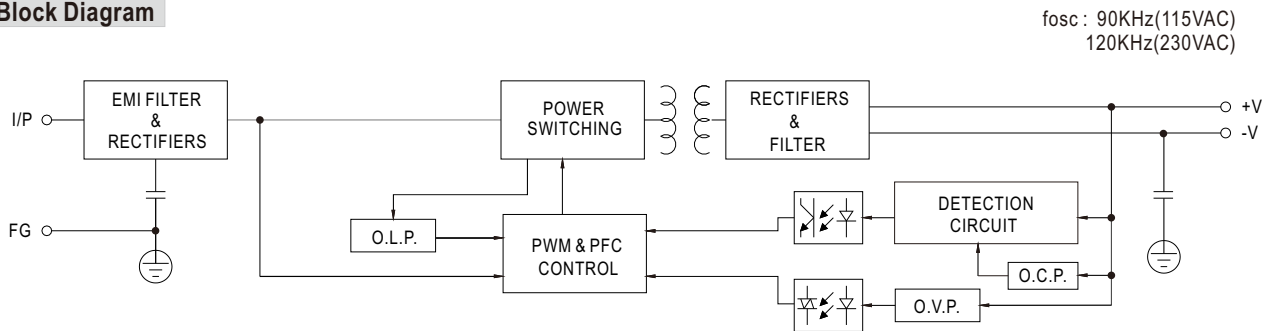 Block Diagram
fosc : 90KHz(115VAC)
120KHz(230VAC)
I/P
EMI FILTER
&
RECTIFIERS
POWER
SWITCHING
RECTIFIERS
&
FILTER
+V
-V
FG
O.L.P.
PWM & PFC
CONTROL
DETECTION
CIRCUIT
O.C.P.
O.V.P.